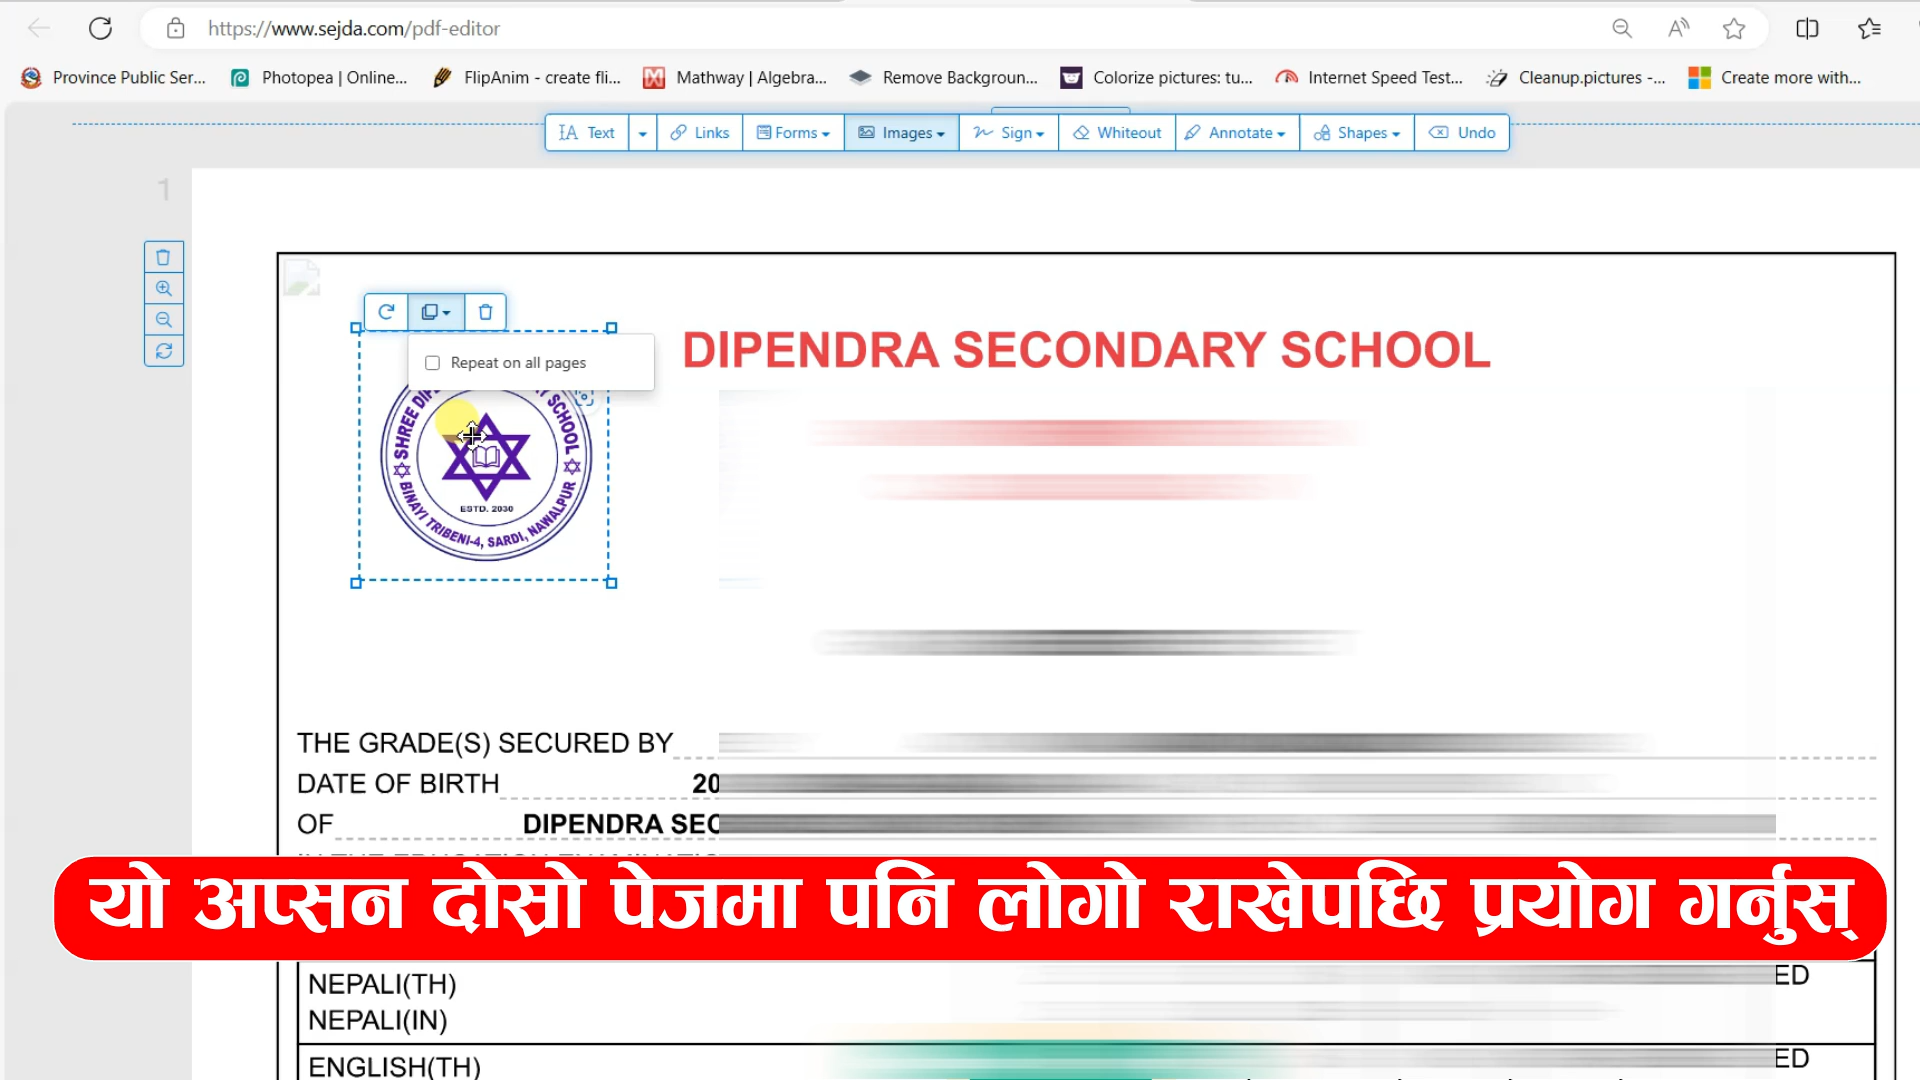 https://www.sejda.com/pdf-editor
Province Public Ser...
Photopea | Online...
FlipAnim - create fli...
Mathway | Algebra...
Remove Backgroun...
Colorize pictures: tu...
Internet Speed Test...
Cleanup.pictures -...
Create more with...
Text
Links
Forms
Images
Sign
Whiteout
Annotate
Shapes
Undo
1
Repeat on all pages
DIPENDRA SECONDARY SCHOOL
ESTD. 2030
BINAYI TRIBENI-4, SARDI, NAWALPUR
THE GRADE(S) SECURED BY
DATE OF BIRTH 20
OF DIPENDRA SEC
यो अप्सन दोस्रो पेजमा पनि लोगो राखेपछि प्रयोग गर्नुस्
NEPALI(TH) ED
NEPALI(IN)
ENGLISH(TH) ED